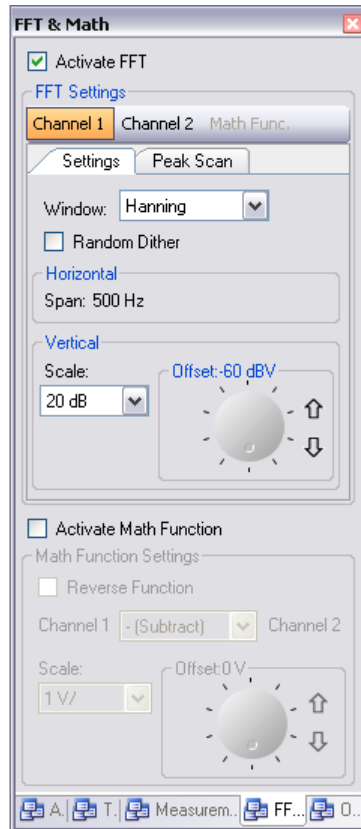 FFT & Math
Activate FFT
FFT Settings
Channel 1 Channel 2 Math Func.
Settings Peak Scan
Window: Hanning
Random Dither
Horizontal
Span: 500 Hz
Vertical
Scale: Offset:-60 dBV
20 dB
Activate Math Function
Math Function Settings
Reverse Function
Channel 1 - (Subtract) Channel 2
Scale: Offset:0 V
1 V/
A. T. Measurem.. FF... O..